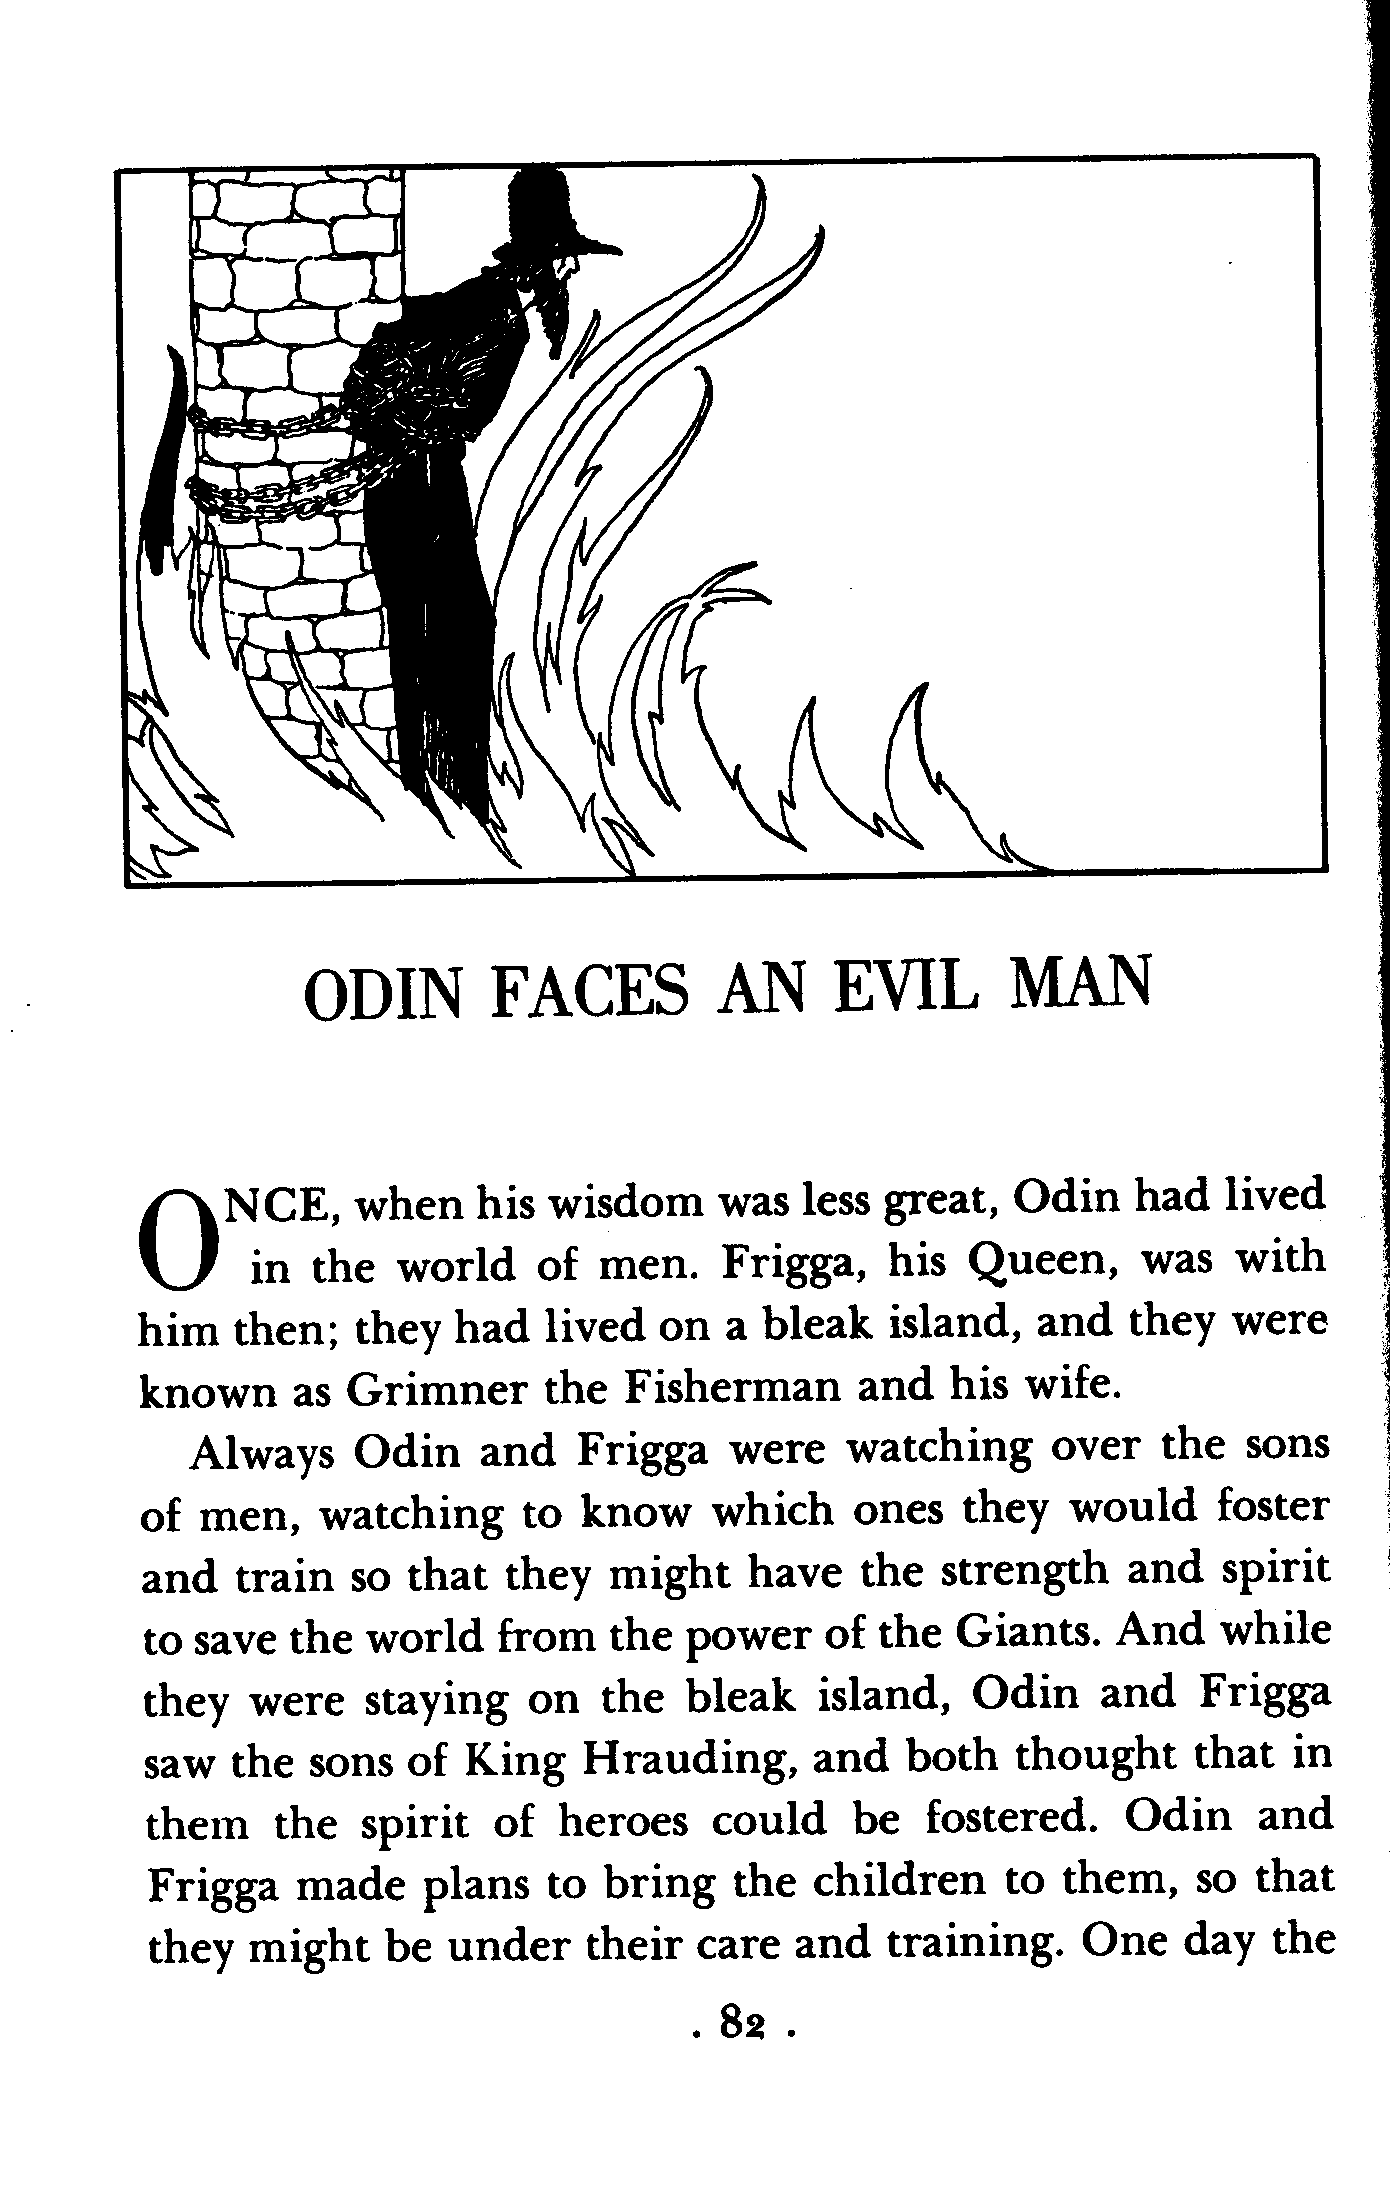 ODIN FACES AN EVIL MAN
ONCE, when his wisdom was less great, Odin had lived
in the world of men. Frigga, his Queen, was with
him then; they had lived on a bleak island, and they were
known as Grimner the Fisherman and his wife.
Always Odin and Frigga were watching over the sons
of men, watching to know which ones they would foster
and train so that they might have the strength and spirit
to save the world from the power of the Giants. And while
they were staying on the bleak island, Odin and Frigga
saw the sons of King Hrauding, and both thought that in
them the spirit of heroes could be fostered. Odin and
Frigga made plans to bring the children to them, so that
they might be under their care and training. One day the
. 82 .